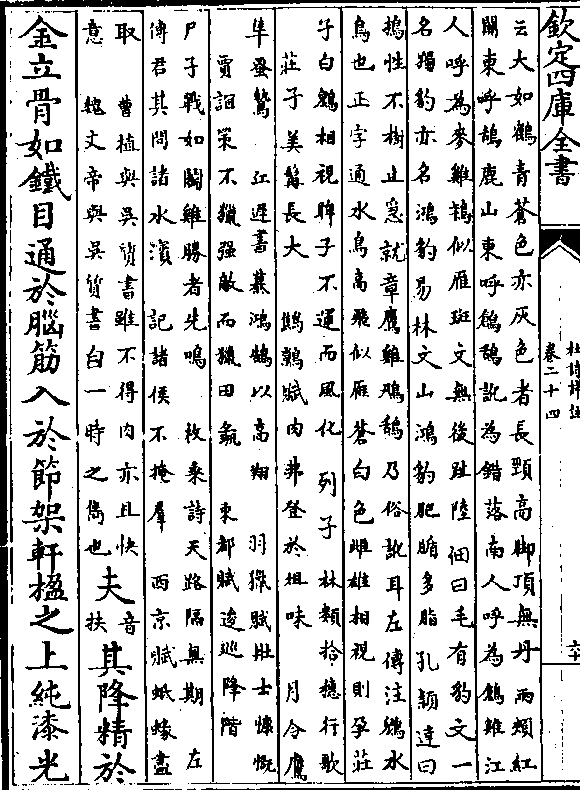 欽定四庫全書
杜詩詳註
卷二十四
六十
云大如鶴青蒼色亦灰色者長頸高脚頂無丹兩頰紅
關東呼鴰鹿山東呼鶬鴰訛為錯落南人呼為鶬雞江
人呼為麥雞鴇似雁斑文無後趾陸佃曰毛有豹文一
名獨豹亦名鴻豹易林文山鴻豹肥腯多脂孔穎達曰
鴇性不樹止急就章鷹雞鴇鴰乃俗訛耳左傳注鷁水
鳥也正字通水鳥高飛似雁蒼白色雌雄相視則孕莊
子白鷁相視眸子不運而風化 列子 林類拾穗行歌
莊子美髯長大 鷦鷯賦肉弗登於俎味 月令鷹
隼蚤鷙 江遲書慕鴻鵠以高翔 羽獵賦壯士慷慨
賈誼策不獵强敵而獵田彘 東都賦逡巡降階
尸子戰如鬭雞勝者先鳴 枚乘詩天路隔無期 左
傳君其問諸水濱 記諸侯不掩羣 西京賦蚳蝝盡
取 曹植與吳質書雖不得肉亦且快
意 魏文帝與吳質書自一時之雋也
夫音扶其降精於
金立骨如鐵目通於腦筋入於節架軒楹之上純漆光